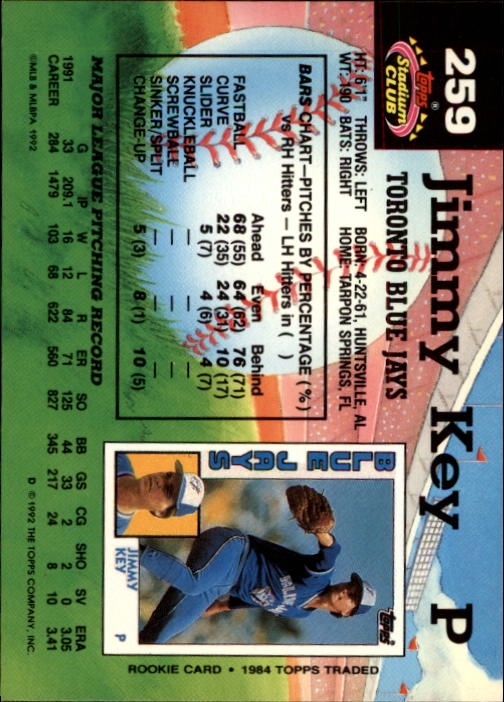 259
Topps®
Stadium
CLUB
Jimmy Key P
TORONTO BLUE JAYS
HT: 6'1" THROWS: LEFT BORN: 4-22-61, HUNTSVILLE, AL
WT: 190 BATS: RIGHT HOME: TARPON SPRINGS, FL
BARS CHART—PITCHES BY PERCENTAGE (%)
vs RH Hitters — LH Hitters in ( )
Ahead Even Behind
FASTBALL 68 (55) 64 (62) 76 (71)
CURVE 22 (35) 24 (31) 10 (17)
SLIDER 5 (7) 4 (6) 4 (7)
KNUCKLEBALL — — —
SCREWBALL — — —
SINKER/SPLIT — — —
CHANGE-UP 5 (3) 8 (1) 10 (5)
MAJOR LEAGUE PITCHING RECORD
G IP W L R ER SO BB GS CG SHO SV ERA
1991 33 209.1 16 12 84 71 125 44 33 2 2 0 3.05
CAREER 284 1479 103 68 622 560 827 345 217 24 8 10 3.41
©MLB & MLBPA 1992
D © 1992 THE TOPPS COMPANY, INC.
Topps
BLUE JAYS
JIMMY
KEY
P
ROOKIE CARD • 1984 TOPPS TRADED